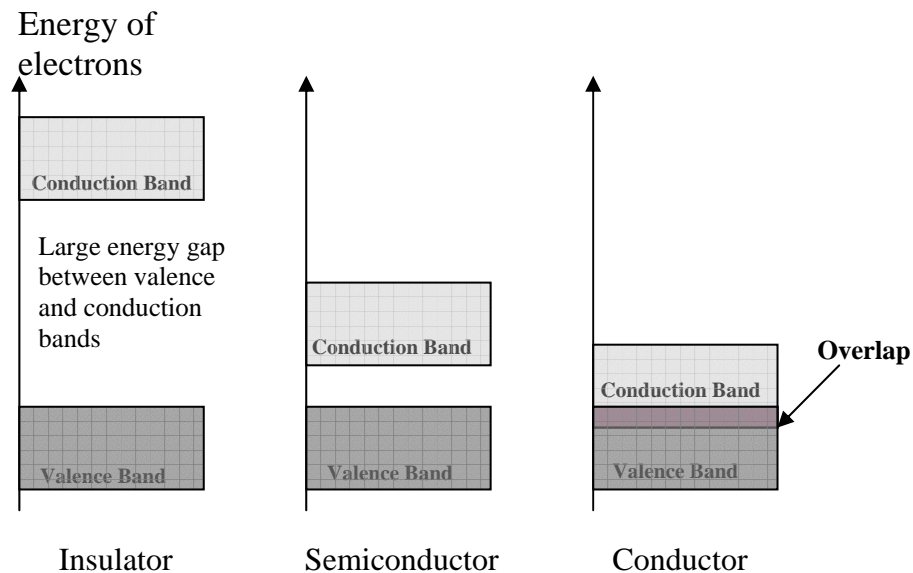 Energy of
electrons
Conduction Band
Large energy gap
between valence
and conduction
bands
Valence Band
Insulator
Conduction Band
Valence Band
Semiconductor
Overlap
Conduction Band
Valence Band
Conductor